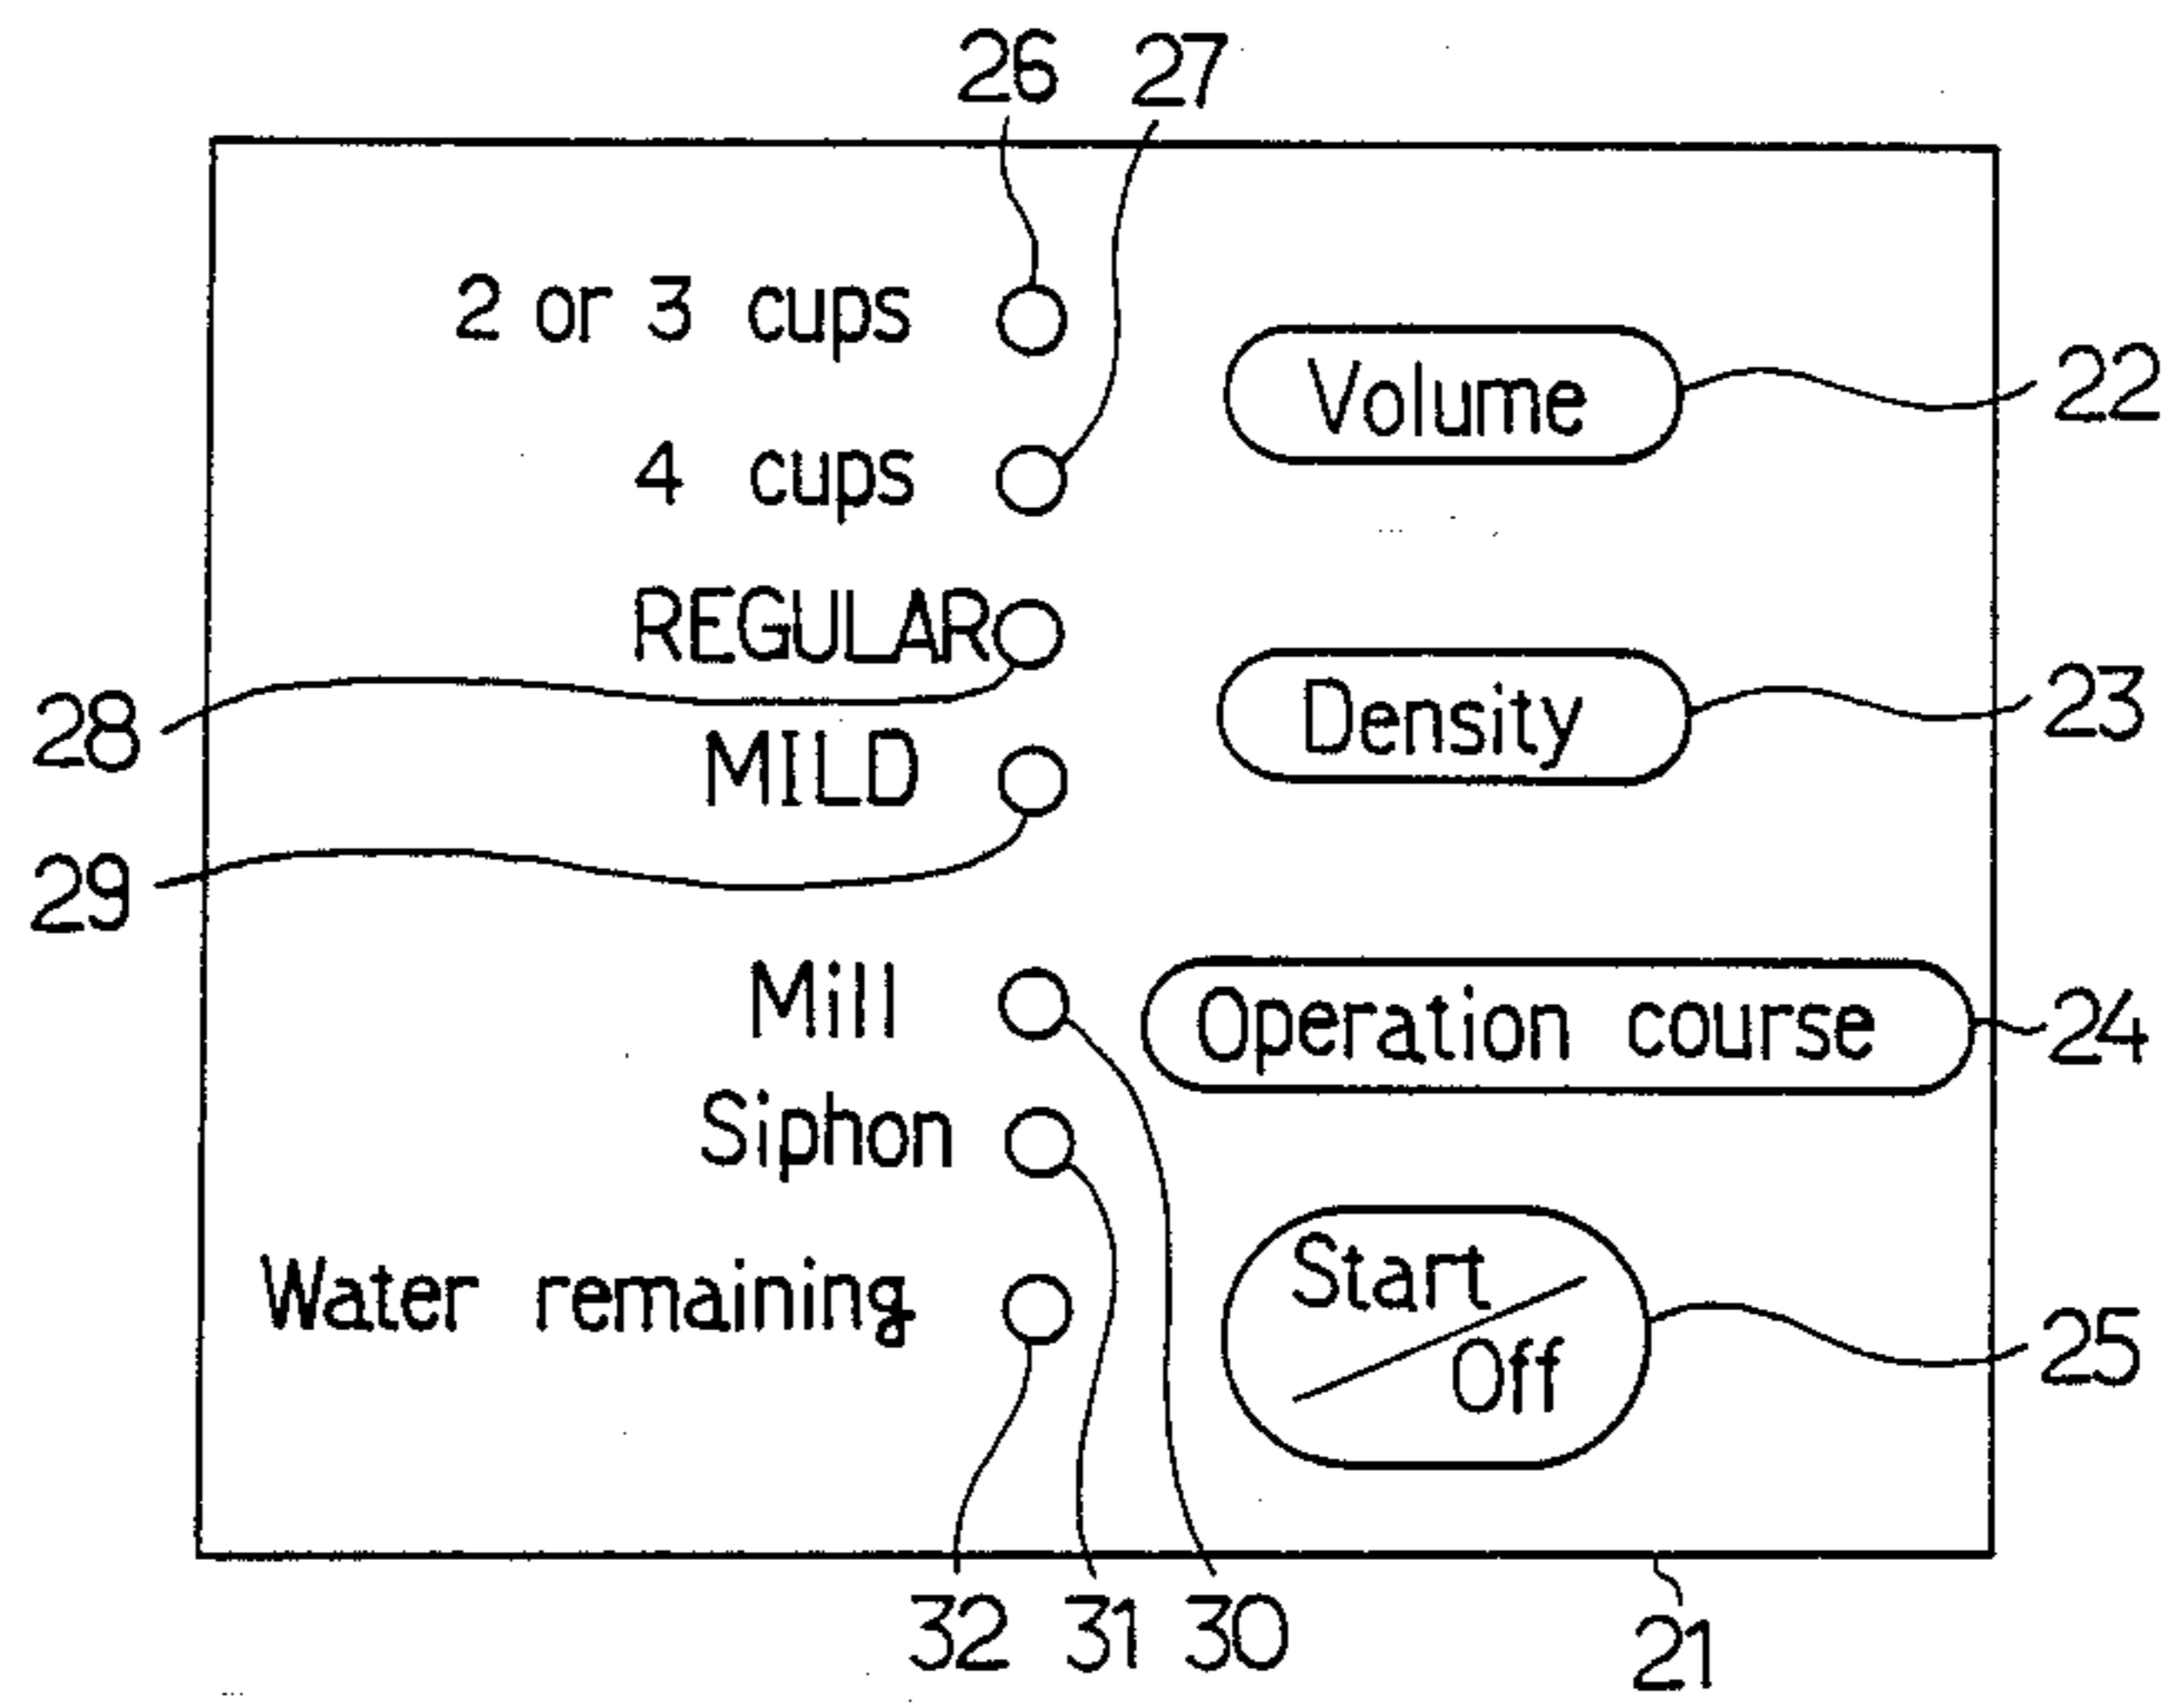 26 27
2 or 3 cups
Volume 22
4 cups
REGULAR
28
Density 23
MILD
29
Mill
Operation course 24
Siphon
Water remaining
Start
Off
25
32 31 30
21